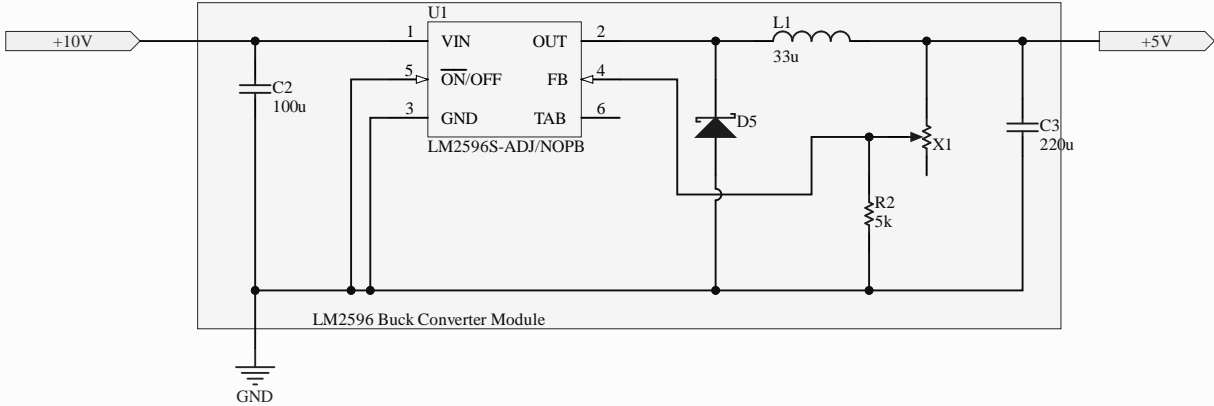 U1
L1
+10V
1
VIN
OUT
2
+5V
33u
5
ON/OFF
FB
4
C2
100u
3
GND
TAB
6
D5
C3
X1
220u
LM2596S-ADJ/NOPB
R2
5k
LM2596 Buck Converter Module
GND